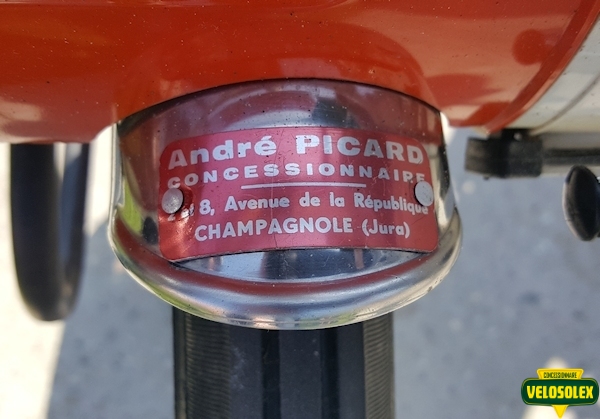 André PICARD
CONCESSIONNAIRE
8, Avenue de la République
CHAMPAGNOLE (Jura)
CONCESSIONNAIRE
VELOSOLEX